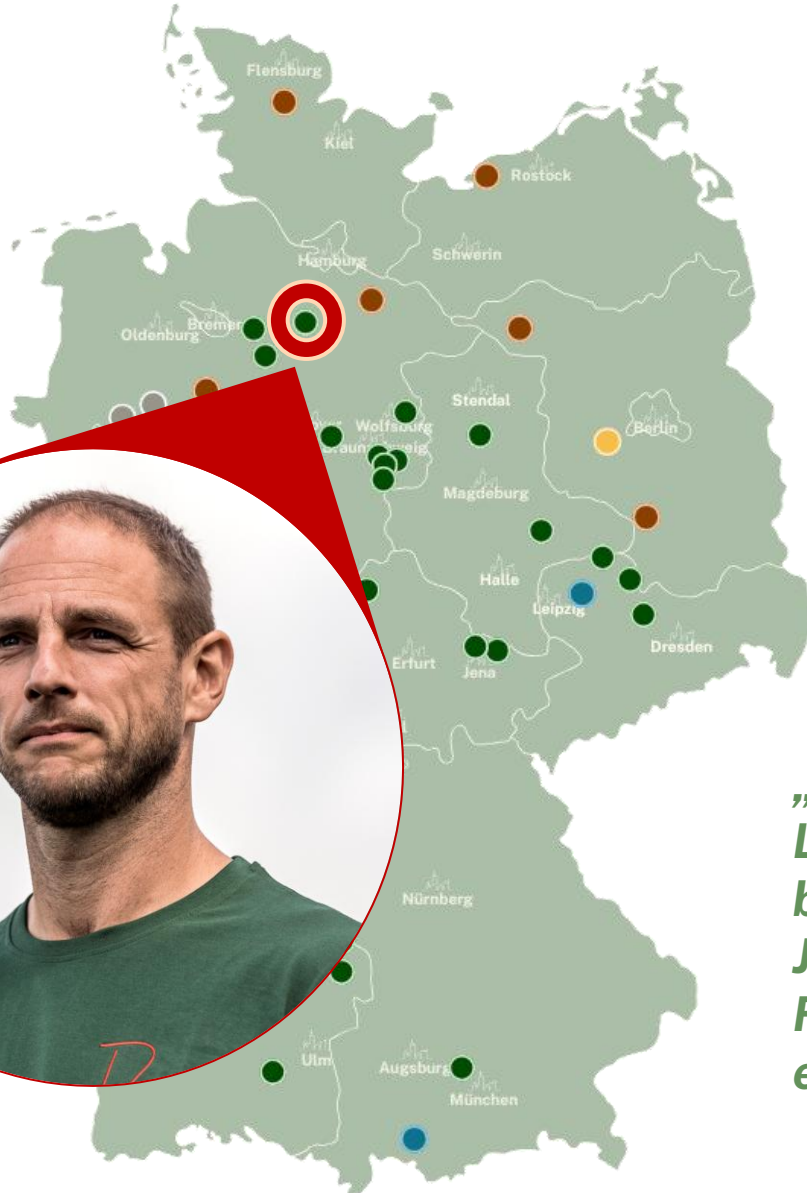 Flensburg
Kiel
Rostock
Schwerin
Hamburg
Bremen
Oldenburg
Stendal
Wolfsburg
Berlin
Braunschweig
Magdeburg
Halle
Leipzig
Dresden
Erfurt
Jena
„
Nürnberg
Ulm
Augsburg
München